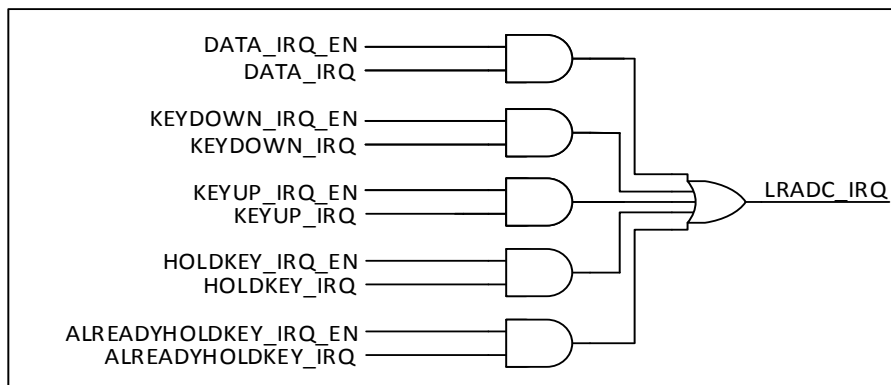 DATA_IRQ_EN
DATA_IRQ
KEYDOWN_IRQ_EN
KEYDOWN_IRQ
KEYUP_IRQ_EN
KEYUP_IRQ
LRADC_IRQ
HOLDKEY_IRQ_EN
HOLDKEY_IRQ
ALREADYHOLDKEY_IRQ_EN
ALREADYHOLDKEY_IRQ